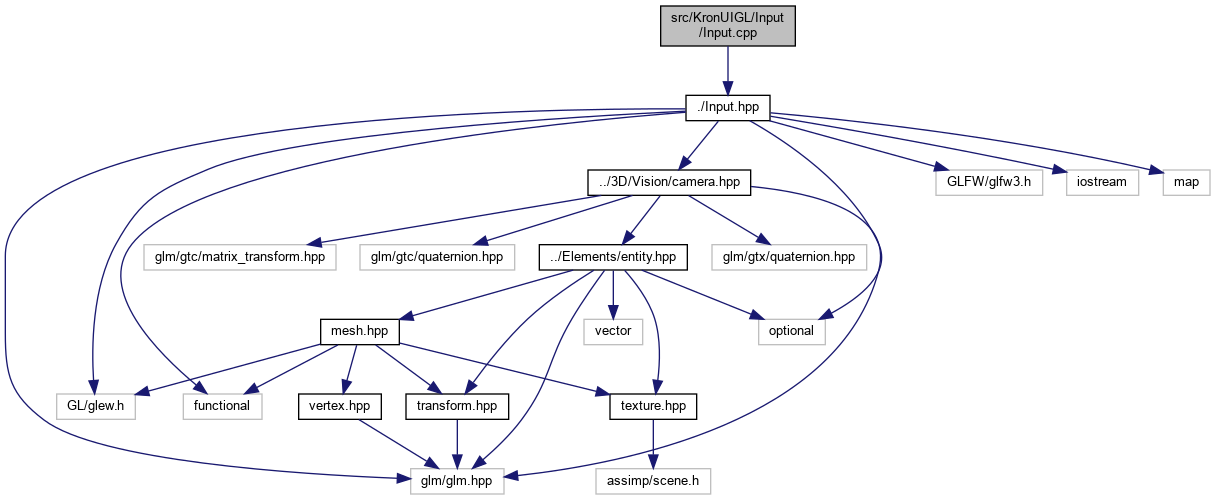 src/KronUIGL/Input
/Input.cpp
./Input.hpp
../3D/Vision/camera.hpp
GLFW/glfw3.h
iostream
map
glm/gtc/matrix_transform.hpp
glm/gtc/quaternion.hpp
../Elements/entity.hpp
glm/gtx/quaternion.hpp
mesh.hpp
vector
optional
GL/glew.h
functional
vertex.hpp
transform.hpp
texture.hpp
glm/glm.hpp
assimp/scene.h